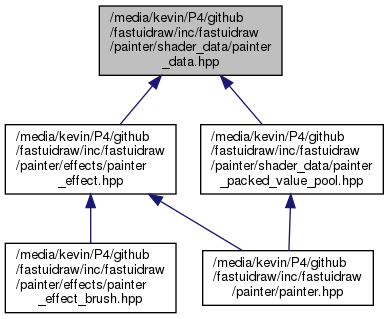 /media/kevin/P4/github
/fastuidraw/inc/fastuidraw
/painter/shader_data/painter
_data.hpp
/media/kevin/P4/github
/fastuidraw/inc/fastuidraw
/painter/effects/painter
_effect.hpp
/media/kevin/P4/github
/fastuidraw/inc/fastuidraw
/painter/shader_data/painter
_packed_value_pool.hpp
/media/kevin/P4/github
/fastuidraw/inc/fastuidraw
/painter/effects/painter
_effect_brush.hpp
/media/kevin/P4/github
/fastuidraw/inc/fastuidraw
/painter/painter.hpp